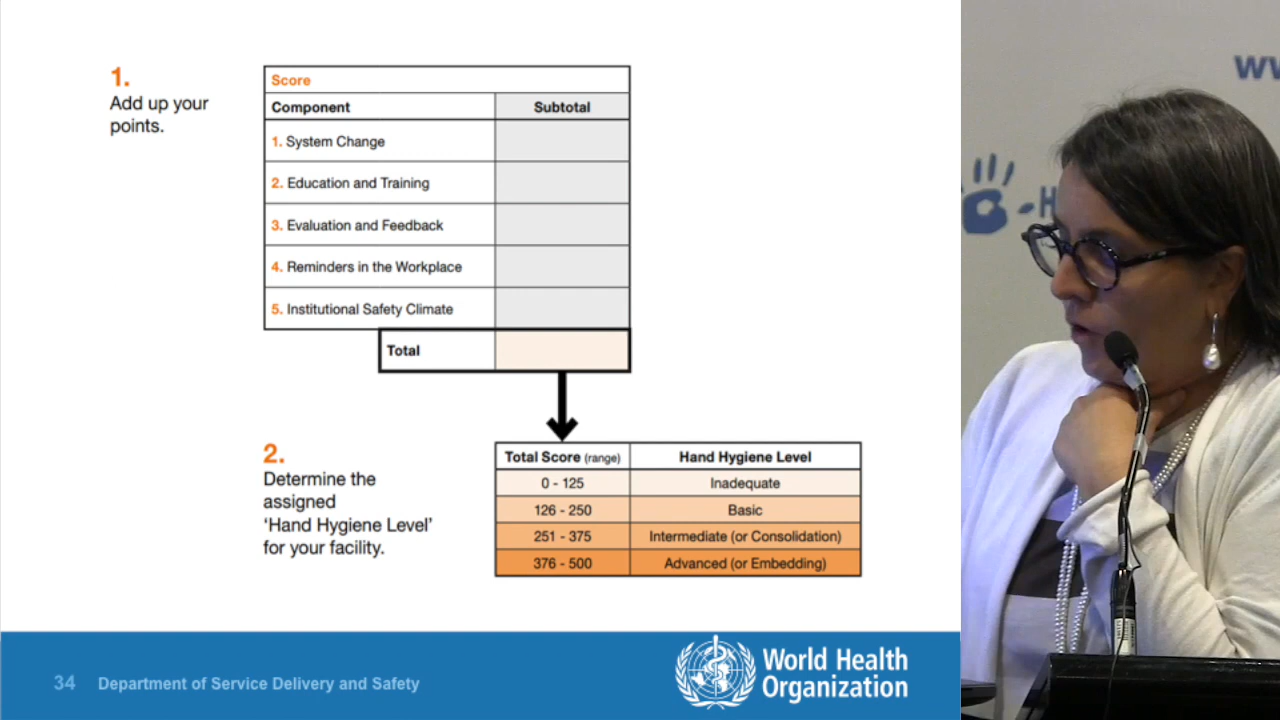 1.
Add up your
points.
Score
Component Subtotal
1. System Change
2. Education and Training
3. Evaluation and Feedback
4. Reminders in the Workplace
5. Institutional Safety Climate
Total
2.
Determine the
assigned
‘Hand Hygiene Level’
for your facility.
Total Score (range) Hand Hygiene Level
0 - 125 Inadequate
126 - 250 Basic
251 - 375 Intermediate (or Consolidation)
376 - 500 Advanced (or Embedding)
34 Department of Service Delivery and Safety
World Health
Organization